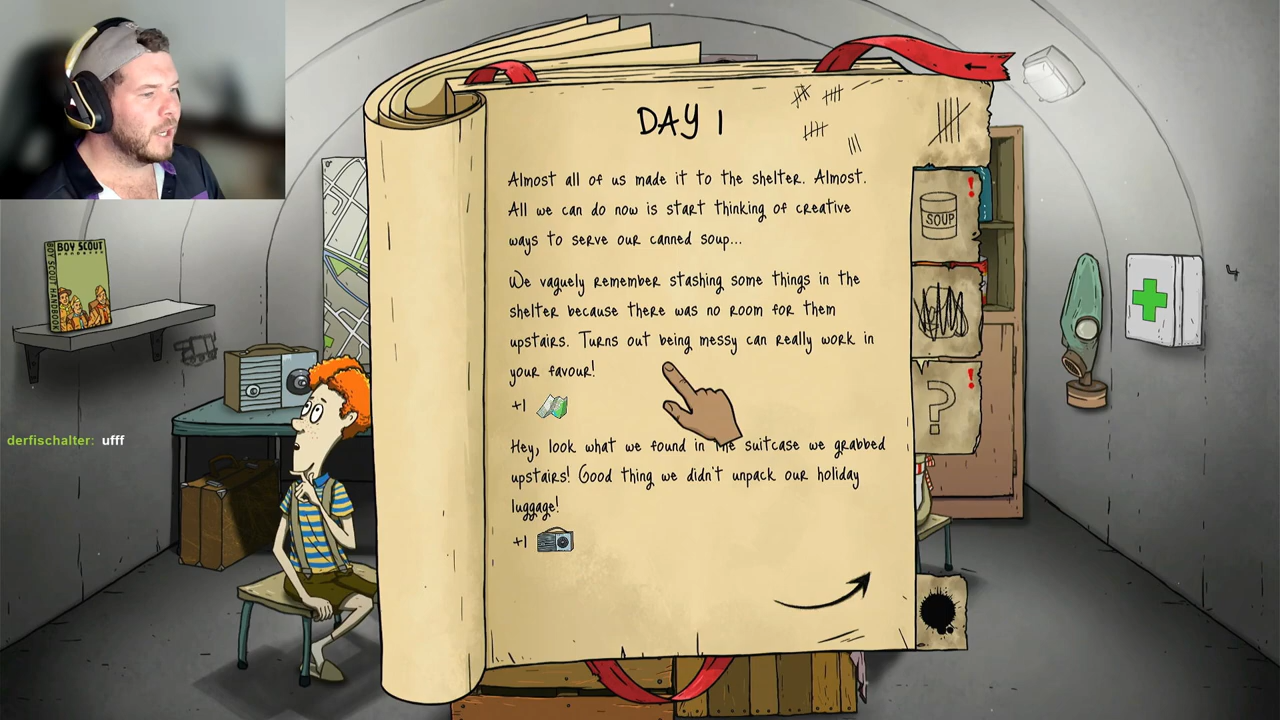 DAY 1
Almost all of us made it to the shelter. Almost.
All we can do now is start thinking of creative
ways to serve our canned soup...
We vaguely remember stashing some things in the
shelter because there was no room for them
upstairs. Turns out being messy can really work in
your favour!
+1
Hey, look what we found in the suitcase we grabbed
upstairs! Good thing we didn't unpack our holiday
luggage!
+1
!
SOUP
!
?
BOY SCOUT
HANDBOOK
BOY SCOUT HANDBOOK
derfischalter: ufff